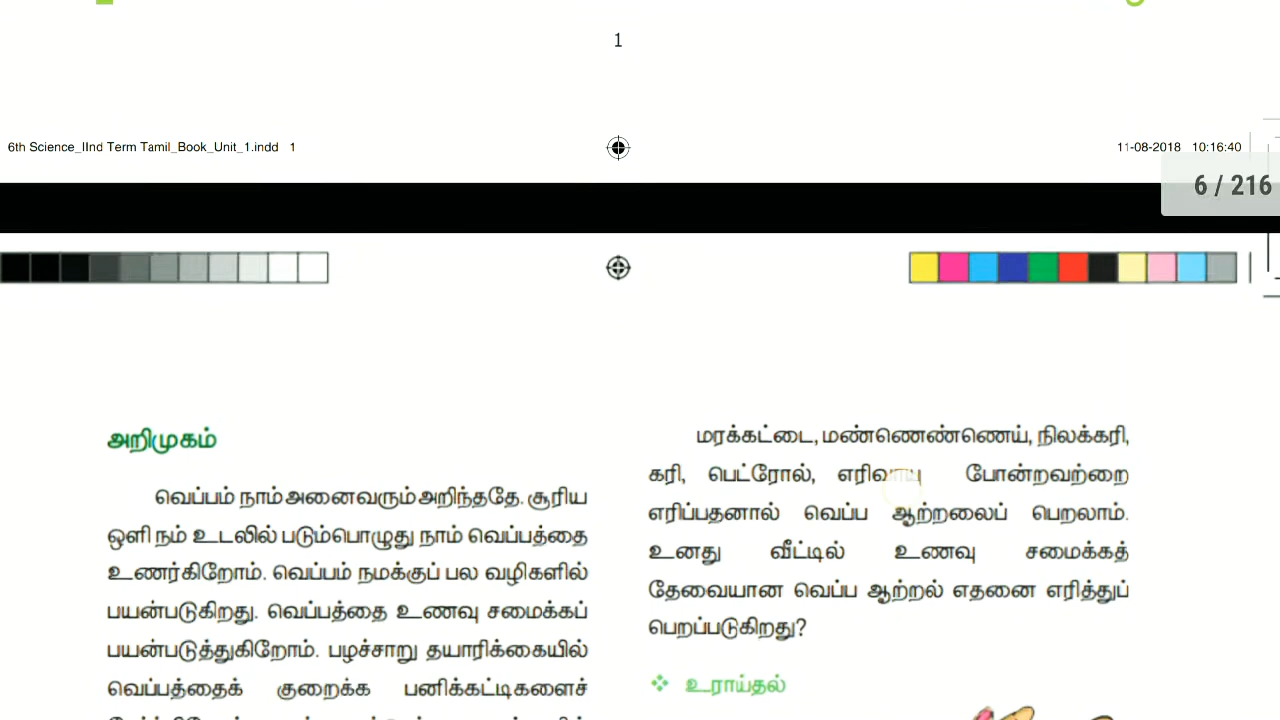 1
6th Science_IInd Term Tamil_Book_Unit_1.indd 1
11-08-2018 10:16:40
6 / 216
அறிமுகம்
வெப்பம் நாம் அனைவரும் அறிந்ததே. சூரிய
ஒளி நம் உடலில் படும்பொழுது நாம் வெப்பத்தை
உணர்கிறோம். வெப்பம் நமக்குப் பல வழிகளில்
பயன்படுகிறது. வெப்பத்தை உணவு சமைக்கப்
பயன்படுத்துகிறோம். பழச்சாறு தயாரிக்கையில்
வெப்பத்தைக் குறைக்க பனிக்கட்டிகளைச்
மரக்கட்டை, மண்ணெண்ணெய், நிலக்கரி,
கரி, பெட்ரோல், எரிவாயு போன்றவற்றை
எரிப்பதனால் வெப்ப ஆற்றலைப் பெறலாம்.
உனது வீட்டில் உணவு சமைக்கத்
தேவையான வெப்ப ஆற்றல் எதனை எரித்துப்
பெறப்படுகிறது?
❖ உராய்தல்